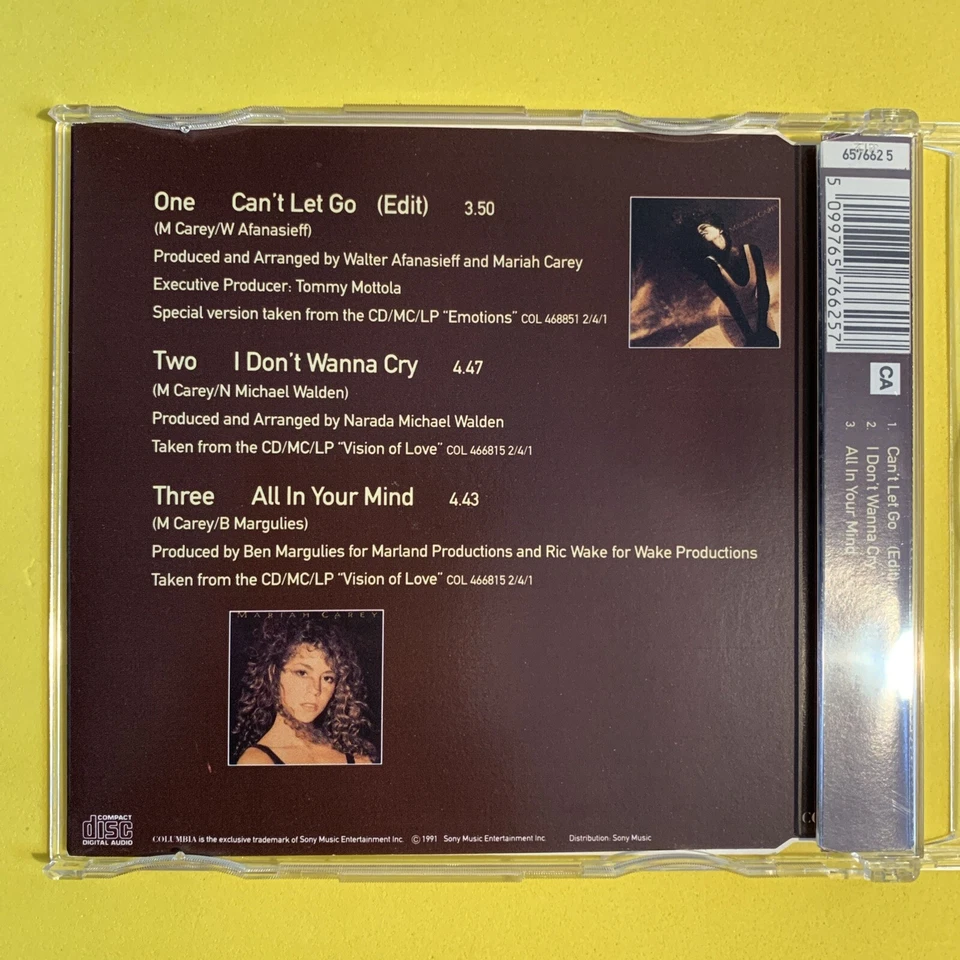 One Can't Let Go (Edit) 3.50
(M Carey/W Afanasieff)
Produced and Arranged by Walter Afanasieff and Mariah Carey
Executive Producer: Tommy Mottola
Special version taken from the CD/MC/LP "Emotions" COL 468851 2/4/1
Two I Don't Wanna Cry 4.47
(M Carey/N Michael Walden)
Produced and Arranged by Narada Michael Walden
Taken from the CD/MC/LP "Vision of Love" COL 466815 2/4/1
Three All In Your Mind 4.43
(M Carey/B Margulies)
Produced by Ben Margulies for Marland Productions and Ric Wake for Wake Productions
Taken from the CD/MC/LP "Vision of Love" COL 466815 2/4/1
MARIAH CAREY
MARIAH CAREY
COMPACT
disc
DIGITAL AUDIO
COLUMBIA is the exclusive trademark of Sony Music Entertainment Inc. © 1991 Sony Music Entertainment Inc. Distribution: Sony Music
657662 5
5 099765 766257
CA
1. Can't Let Go (Edit)
2. I Don't Wanna Cry
3. All In Your Mind